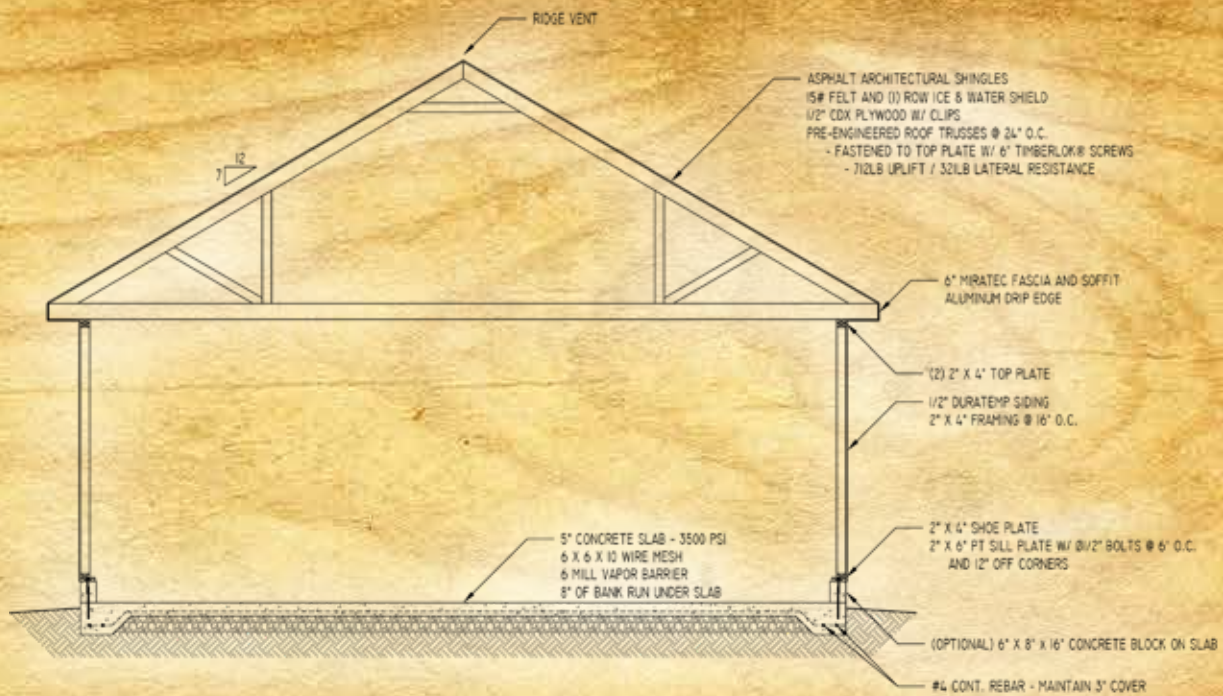 RIDGE VENT
ASPHALT ARCHITECTURAL SHINGLES
15# FELT AND (1) ROW ICE & WATER SHIELD
1/2" CDX PLYWOOD W/ CLIPS
PRE-ENGINEERED ROOF TRUSSES @ 24" O.C.
- FASTENED TO TOP PLATE W/ 6" TIMBERLOK® SCREWS
- 712LB UPLIFT / 321LB LATERAL RESISTANCE
12
7
6" MIRATEC FASCIA AND SOFFIT
ALUMINUM DRIP EDGE
(2) 2" X 4" TOP PLATE
1/2" DURATEMP SIDING
2" X 4" FRAMING @ 16" O.C.
5" CONCRETE SLAB - 3500 PSI
6 X 6 X 10 WIRE MESH
6 MILL VAPOR BARRIER
8" OF BANK RUN UNDER SLAB
2" X 4" SHOE PLATE
2" X 6" PT SILL PLATE W/ Ø1/2" BOLTS @ 6' O.C.
AND 12" OFF CORNERS
(OPTIONAL) 6" X 8" x 16" CONCRETE BLOCK ON SLAB
#4 CONT. REBAR - MAINTAIN 3" COVER